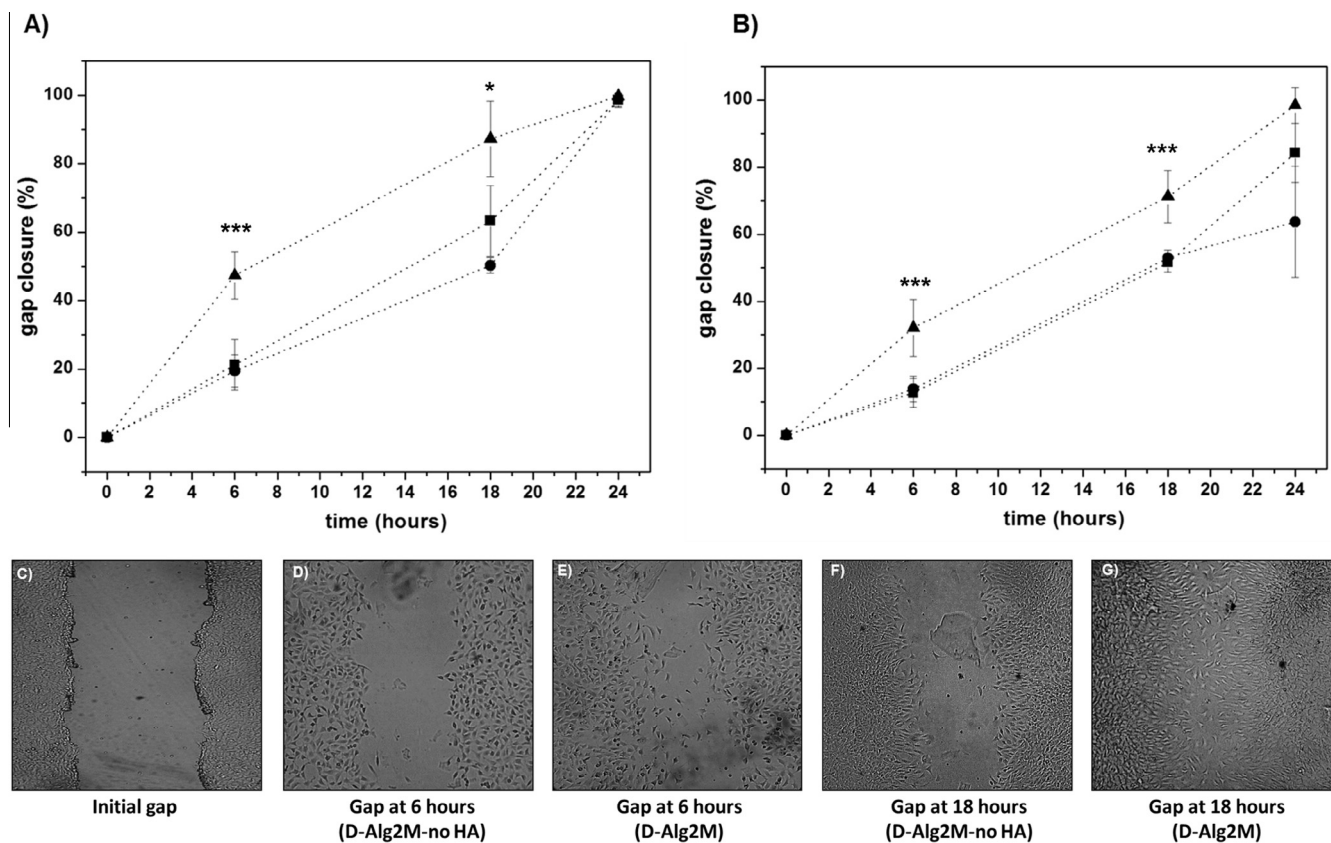 A)
100
80
60
40
20
0
gap closure (%)
***
*
0 2 4 6 8 10 12 14 16 18 20 22 24
time (hours)
B)
100
80
60
40
20
0
gap closure (%)
***
***
0 2 4 6 8 10 12 14 16 18 20 22 24
time (hours)
C)
Initial gap
D)
Gap at 6 hours
(D-Alg2M-no HA)
E)
Gap at 6 hours
(D-Alg2M)
F)
Gap at 18 hours
(D-Alg2M-no HA)
G)
Gap at 18 hours
(D-Alg2M)